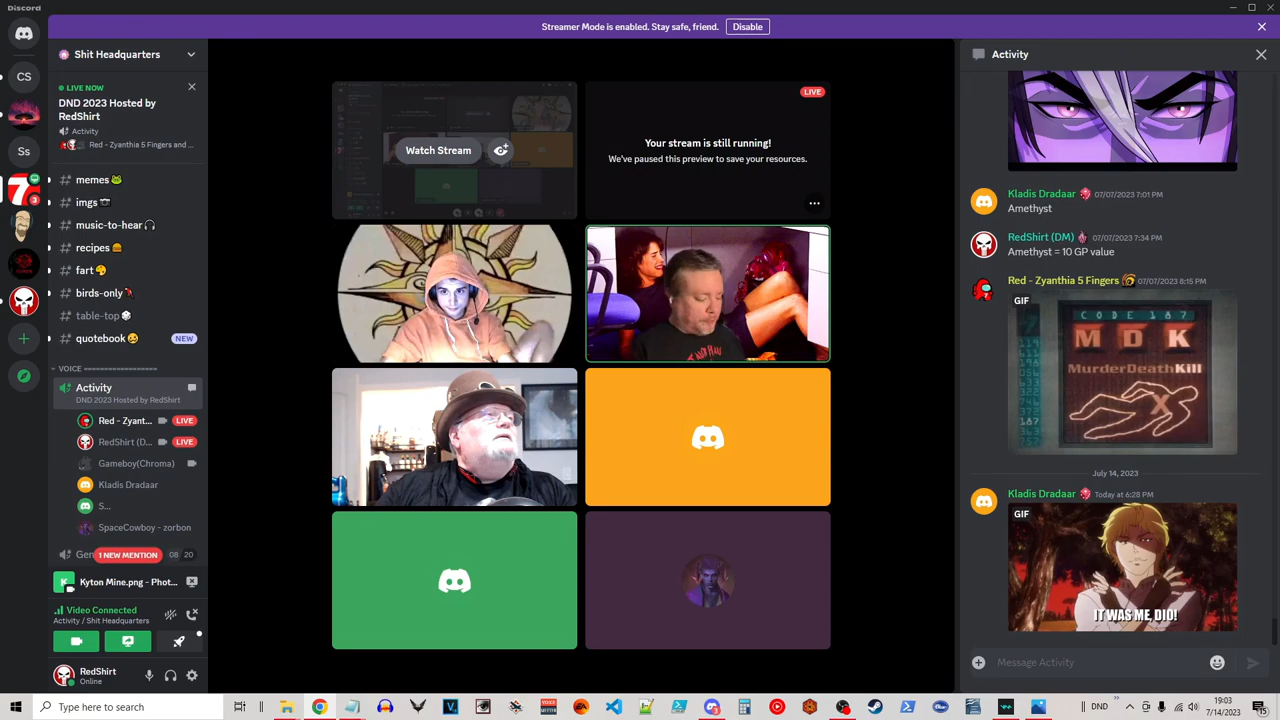 Discord
Streamer Mode is enabled. Stay safe, friend.
Disable
Shit Headquarters
LIVE NOW
DND 2023 Hosted by
RedShirt
Activity
Red - Zyanthia 5 Fingers and ...
memes
imgs
music-to-hear
recipes
fart
birds-only
table-top
quotebook
NEW
VOICE ==================
Activity
DND 2023 Hosted by RedShirt
Red - Zyant...
LIVE
RedShirt (D...
LIVE
Gameboy(Chroma)
Kladis Dradaar
S...
SpaceCowboy - zorbon
Gen
1 NEW MENTION
08 20
Kyton Mine.png - Phot...
Video Connected
Activity / Shit Headquarters
RedShirt
Online
CS
Ss
3
Watch Stream
LIVE
Your stream is still running!
We've paused this preview to save your resources.
Activity
Kladis Dradaar 07/07/2023 7:01 PM
Amethyst
RedShirt (DM) 07/07/2023 7:34 PM
Amethyst = 10 GP value
Red - Zyanthia 5 Fingers 07/07/2023 8:15 PM
GIF
CODE 187
MDK
MurderDeathKill
187
July 14, 2023
Kladis Dradaar Today at 6:28 PM
GIF
IT WAS ME, DIO!
Message Activity
Type here to search
DND
19:03
7/14/2023
15